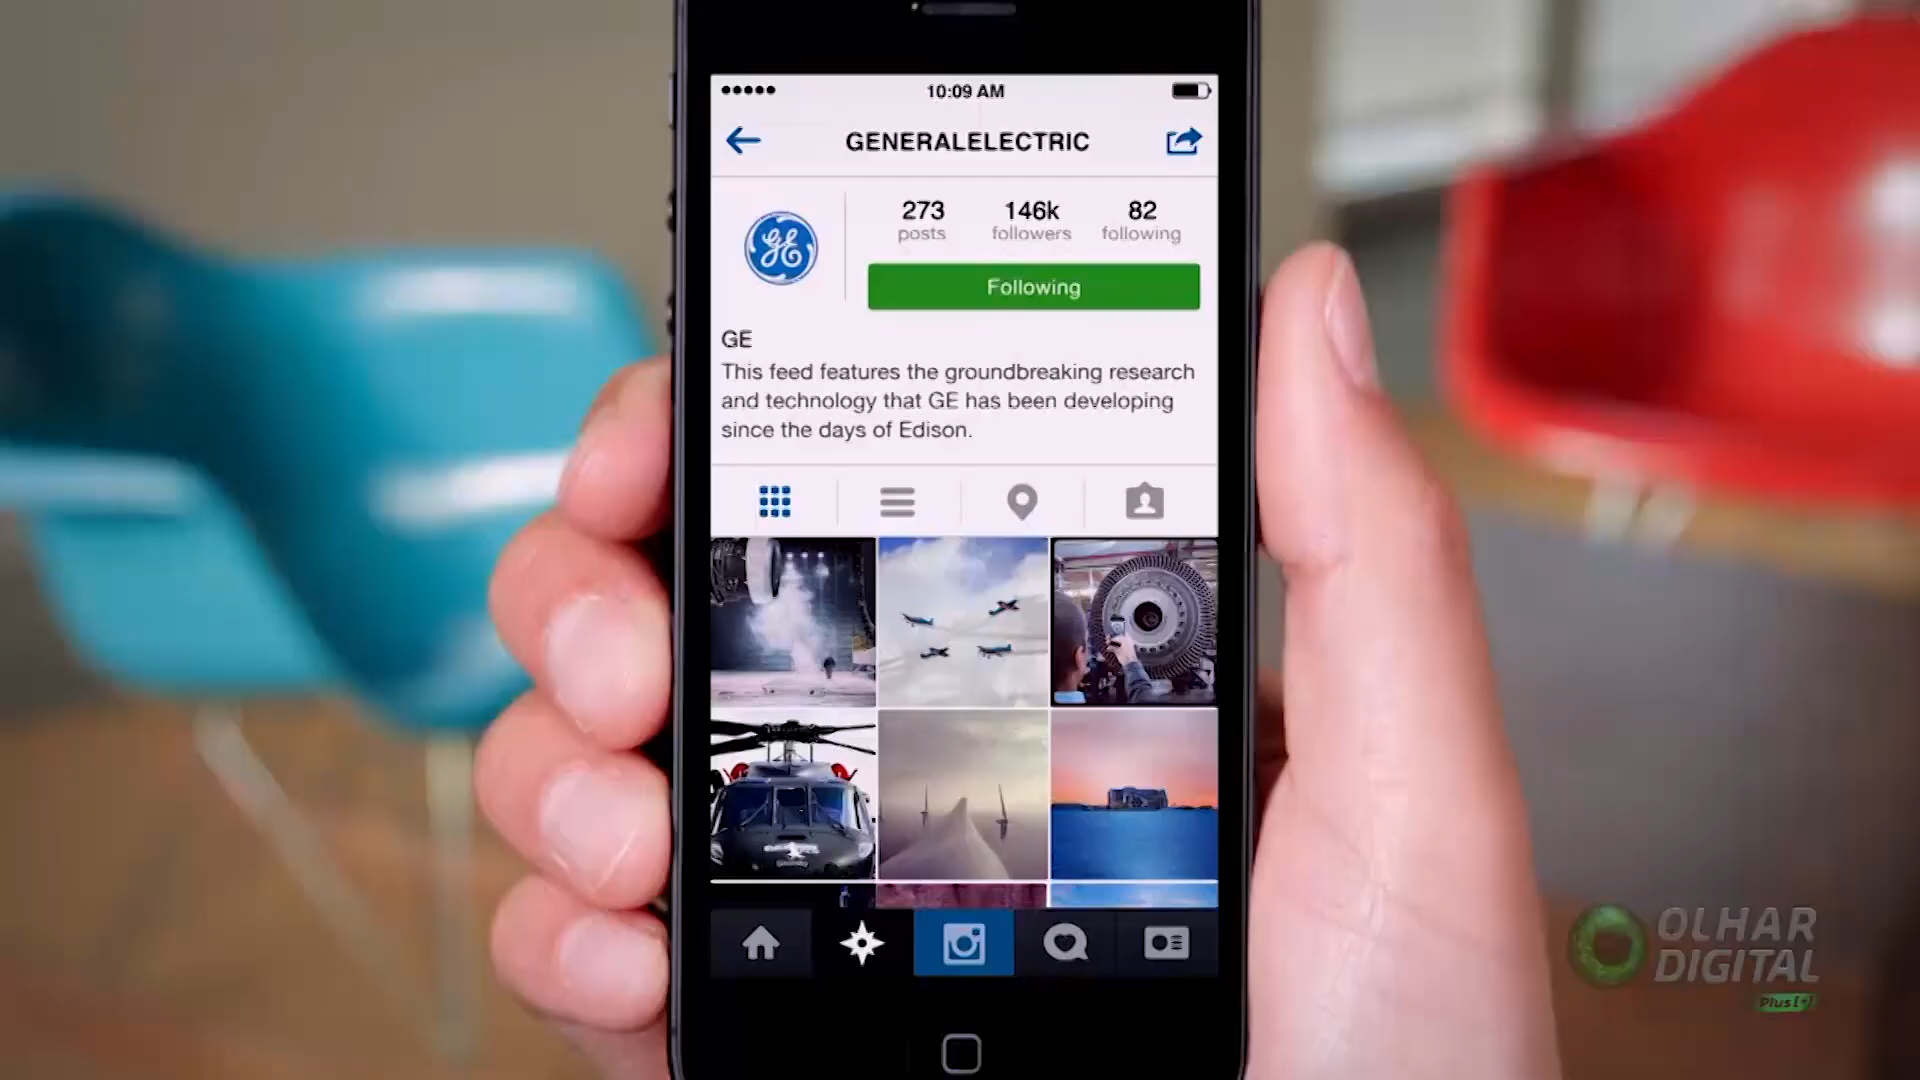 10:09 AM
GENERALELECTRIC
273 146k 82
posts followers following
GE
Following
GE
This feed features the groundbreaking research
and technology that GE has been developing
since the days of Edison.
OLHAR
DIGITAL
Plus[+]